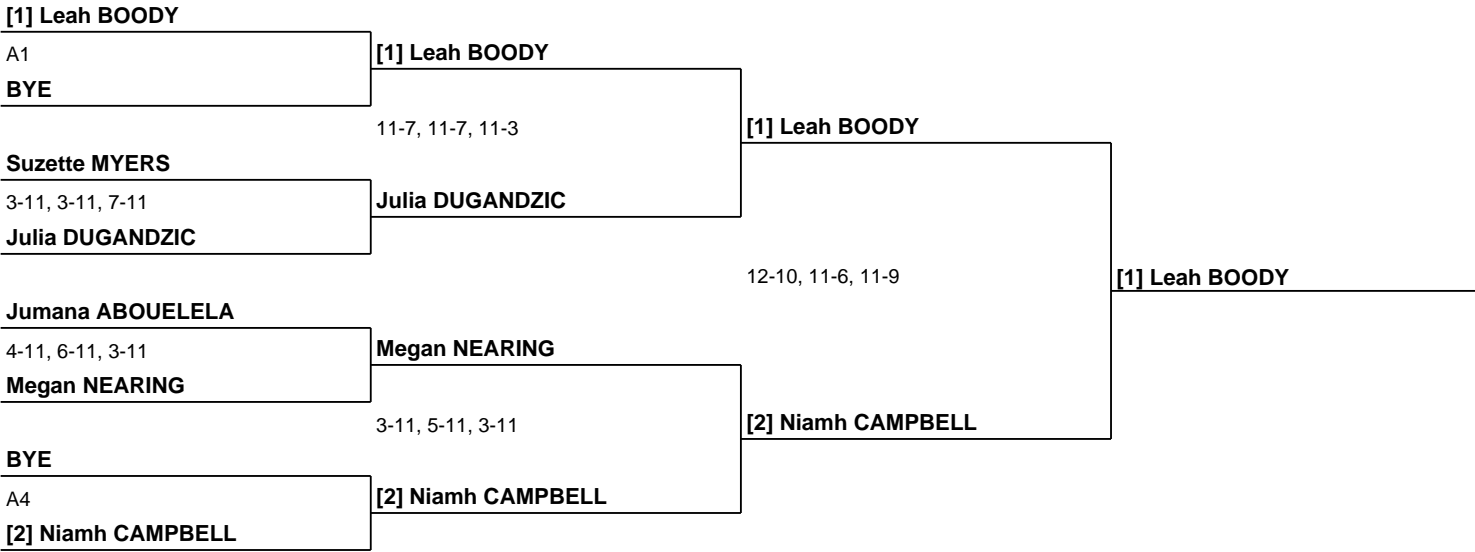 [1] Leah BOODY
A1
BYE
[1] Leah BOODY
11-7, 11-7, 11-3
Suzette MYERS
3-11, 3-11, 7-11
Julia DUGANDZIC
Julia DUGANDZIC
[1] Leah BOODY
12-10, 11-6, 11-9
[1] Leah BOODY
Jumana ABOUELELA
4-11, 6-11, 3-11
Megan NEARING
Megan NEARING
3-11, 5-11, 3-11
[2] Niamh CAMPBELL
BYE
A4
[2] Niamh CAMPBELL
[2] Niamh CAMPBELL